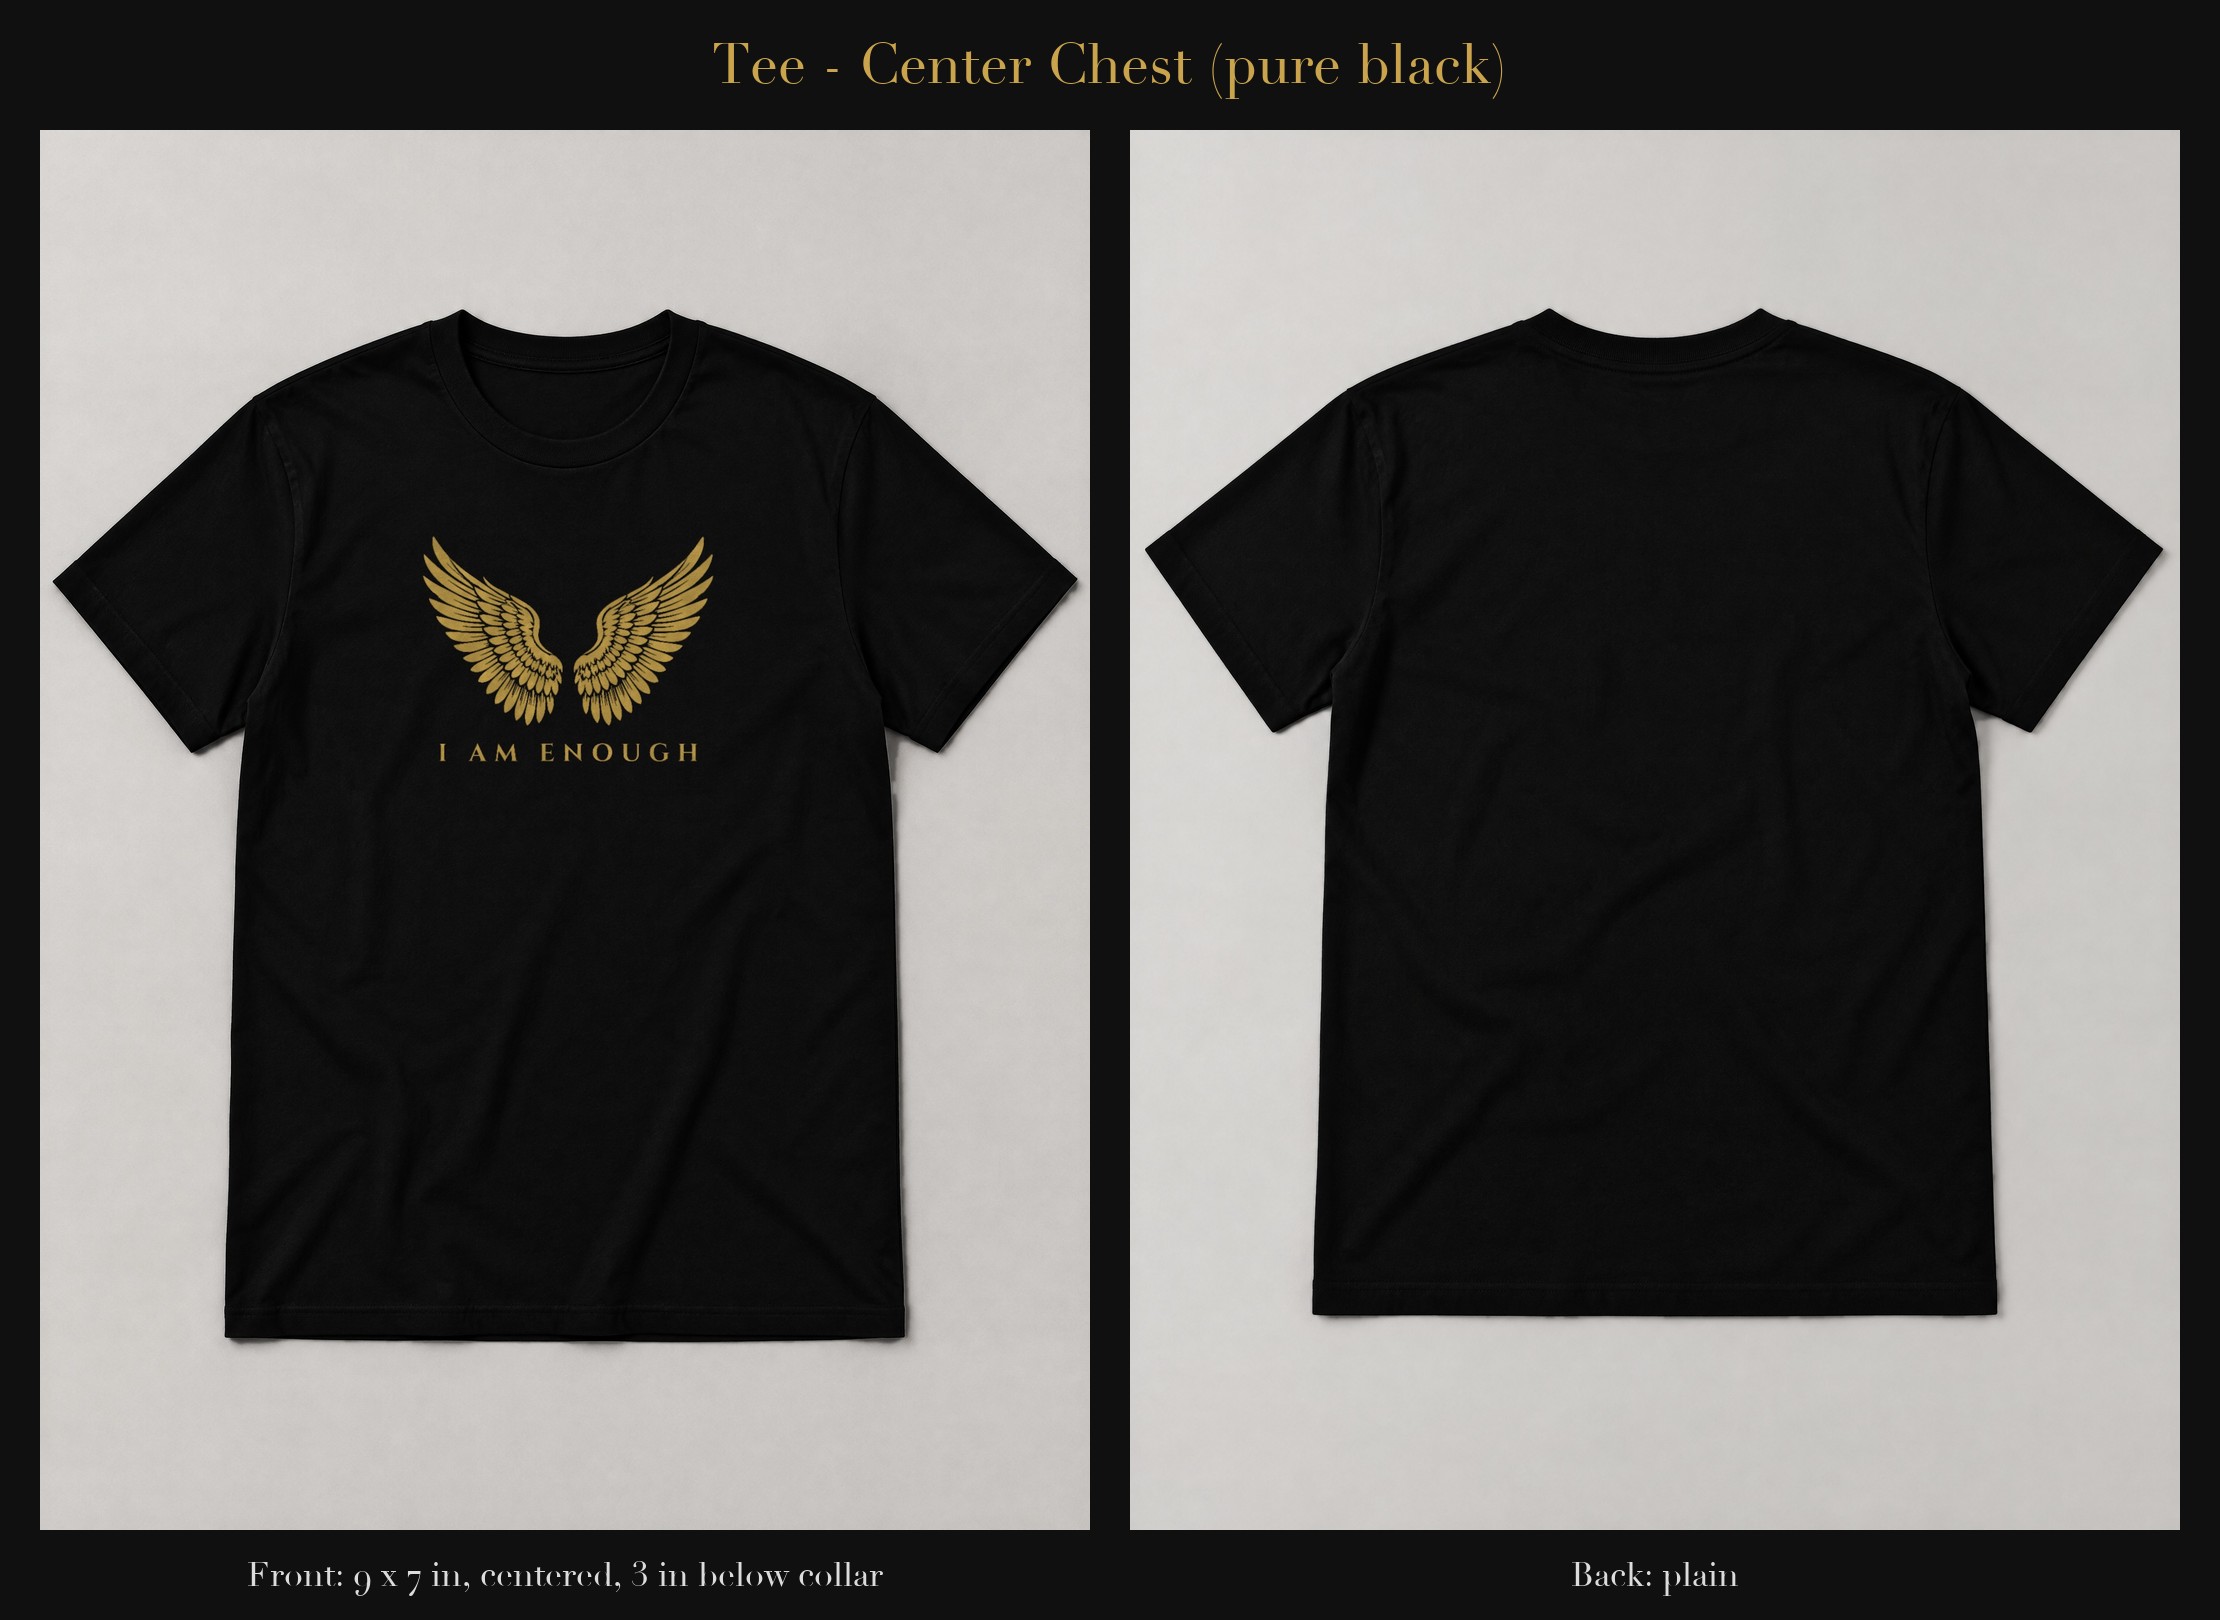 Tee - Center Chest (pure black)
I AM ENOUGH
Front: 9 x 7 in, centered, 3 in below collar
Back: plain